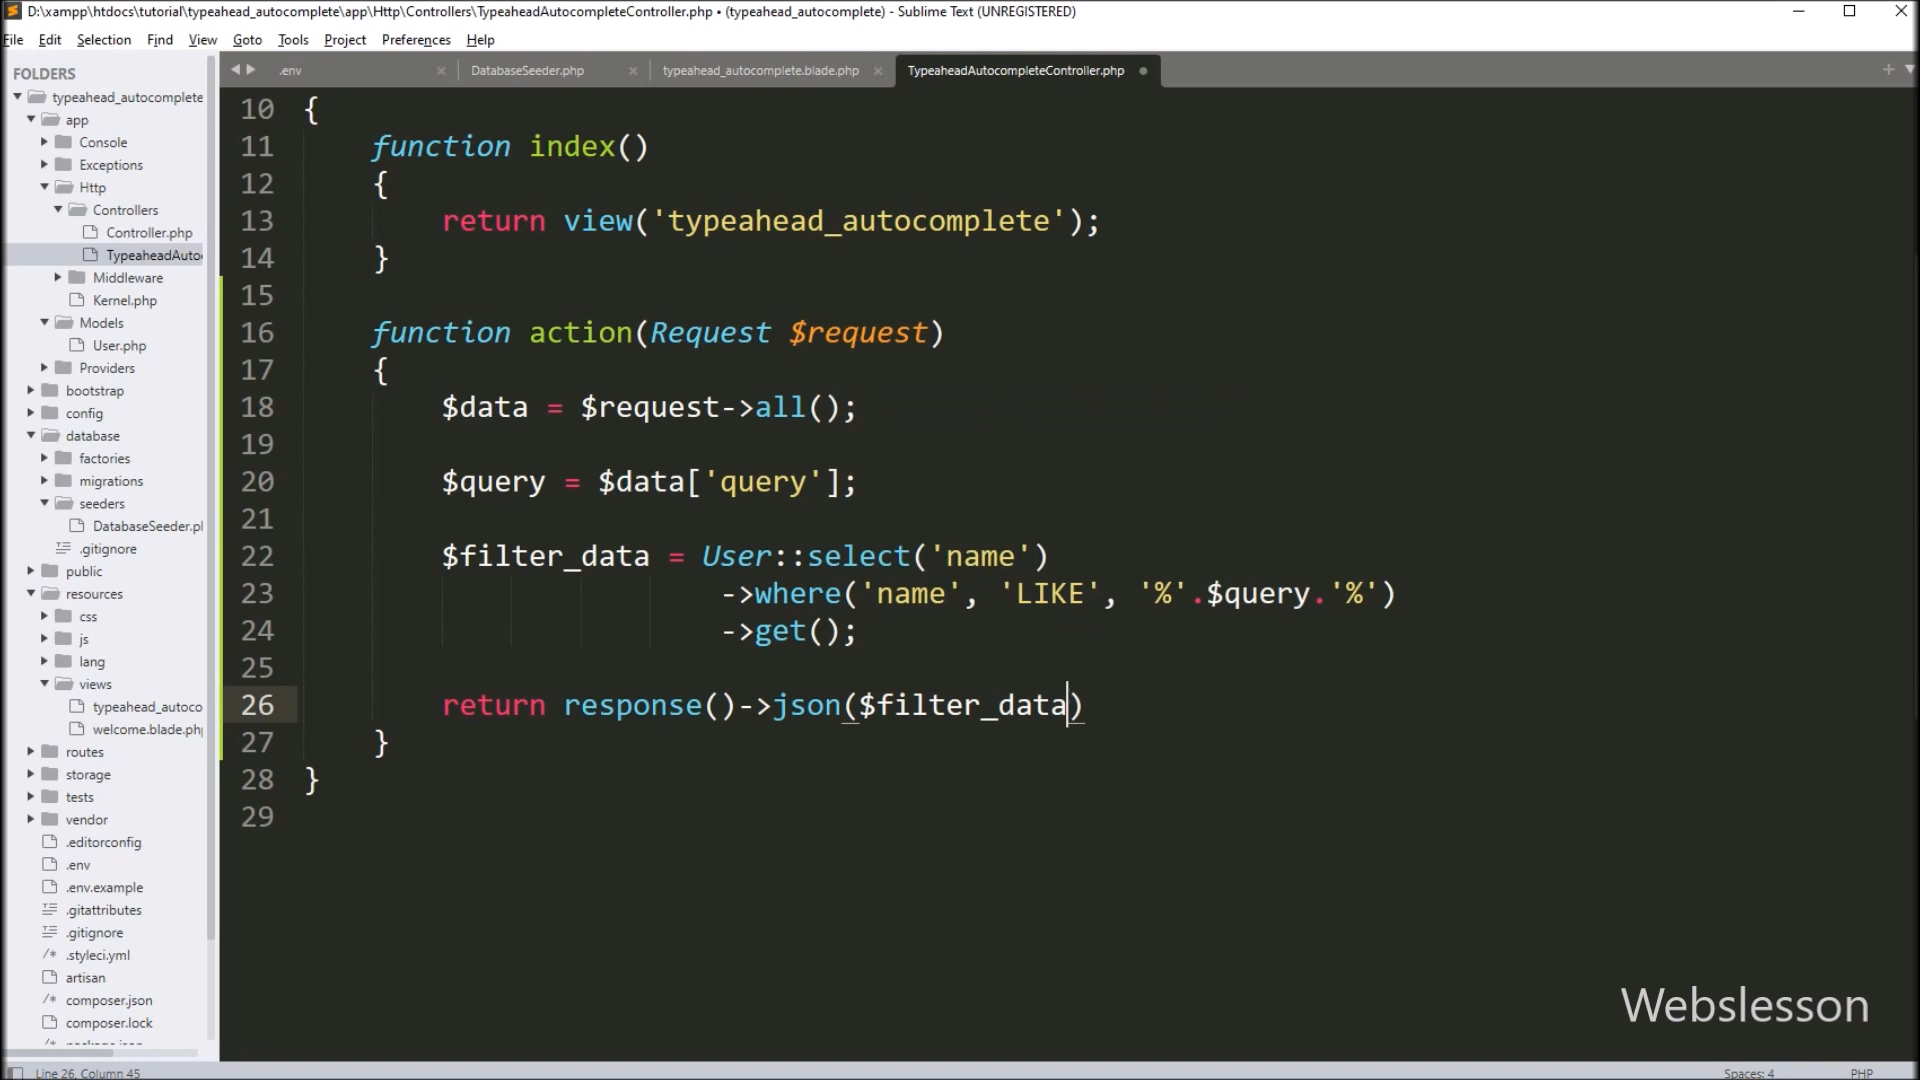 D:\xampp\htdocs\tutorial\typeahead_autocomplete\app\Http\Controllers\TypeaheadAutocompleteController.php • (typeahead_autocomplete) - Sublime Text (UNREGISTERED)
File Edit Selection Find View Goto Tools Project Preferences Help
FOLDERS
typeahead_autocomplete
app
Console
Exceptions
Http
Controllers
Controller.php
TypeaheadAuto
Middleware
Kernel.php
Models
User.php
Providers
bootstrap
config
database
factories
migrations
seeders
DatabaseSeeder.pl
.gitignore
public
resources
css
js
lang
views
typeahead_autoco
welcome.blade.php
routes
storage
tests
vendor
.editorconfig
.env
.env.example
.gitattributes
.gitignore
.styleci.yml
artisan
composer.json
composer.lock
.env DatabaseSeeder.php typeahead_autocomplete.blade.php TypeaheadAutocompleteController.php
10 {
11 function index()
12 {
13 return view('typeahead_autocomplete');
14 }
15
16 function action(Request $request)
17 {
18 $data = $request->all();
19
20 $query = $data['query'];
21
22 $filter_data = User::select('name')
23 ->where('name', 'LIKE', '%'.$query.'%')
24 ->get();
25
26 return response()->json($filter_data)
27 }
28 }
29
Webslesson
Line 26, Column 45 Spaces: 4 PHP